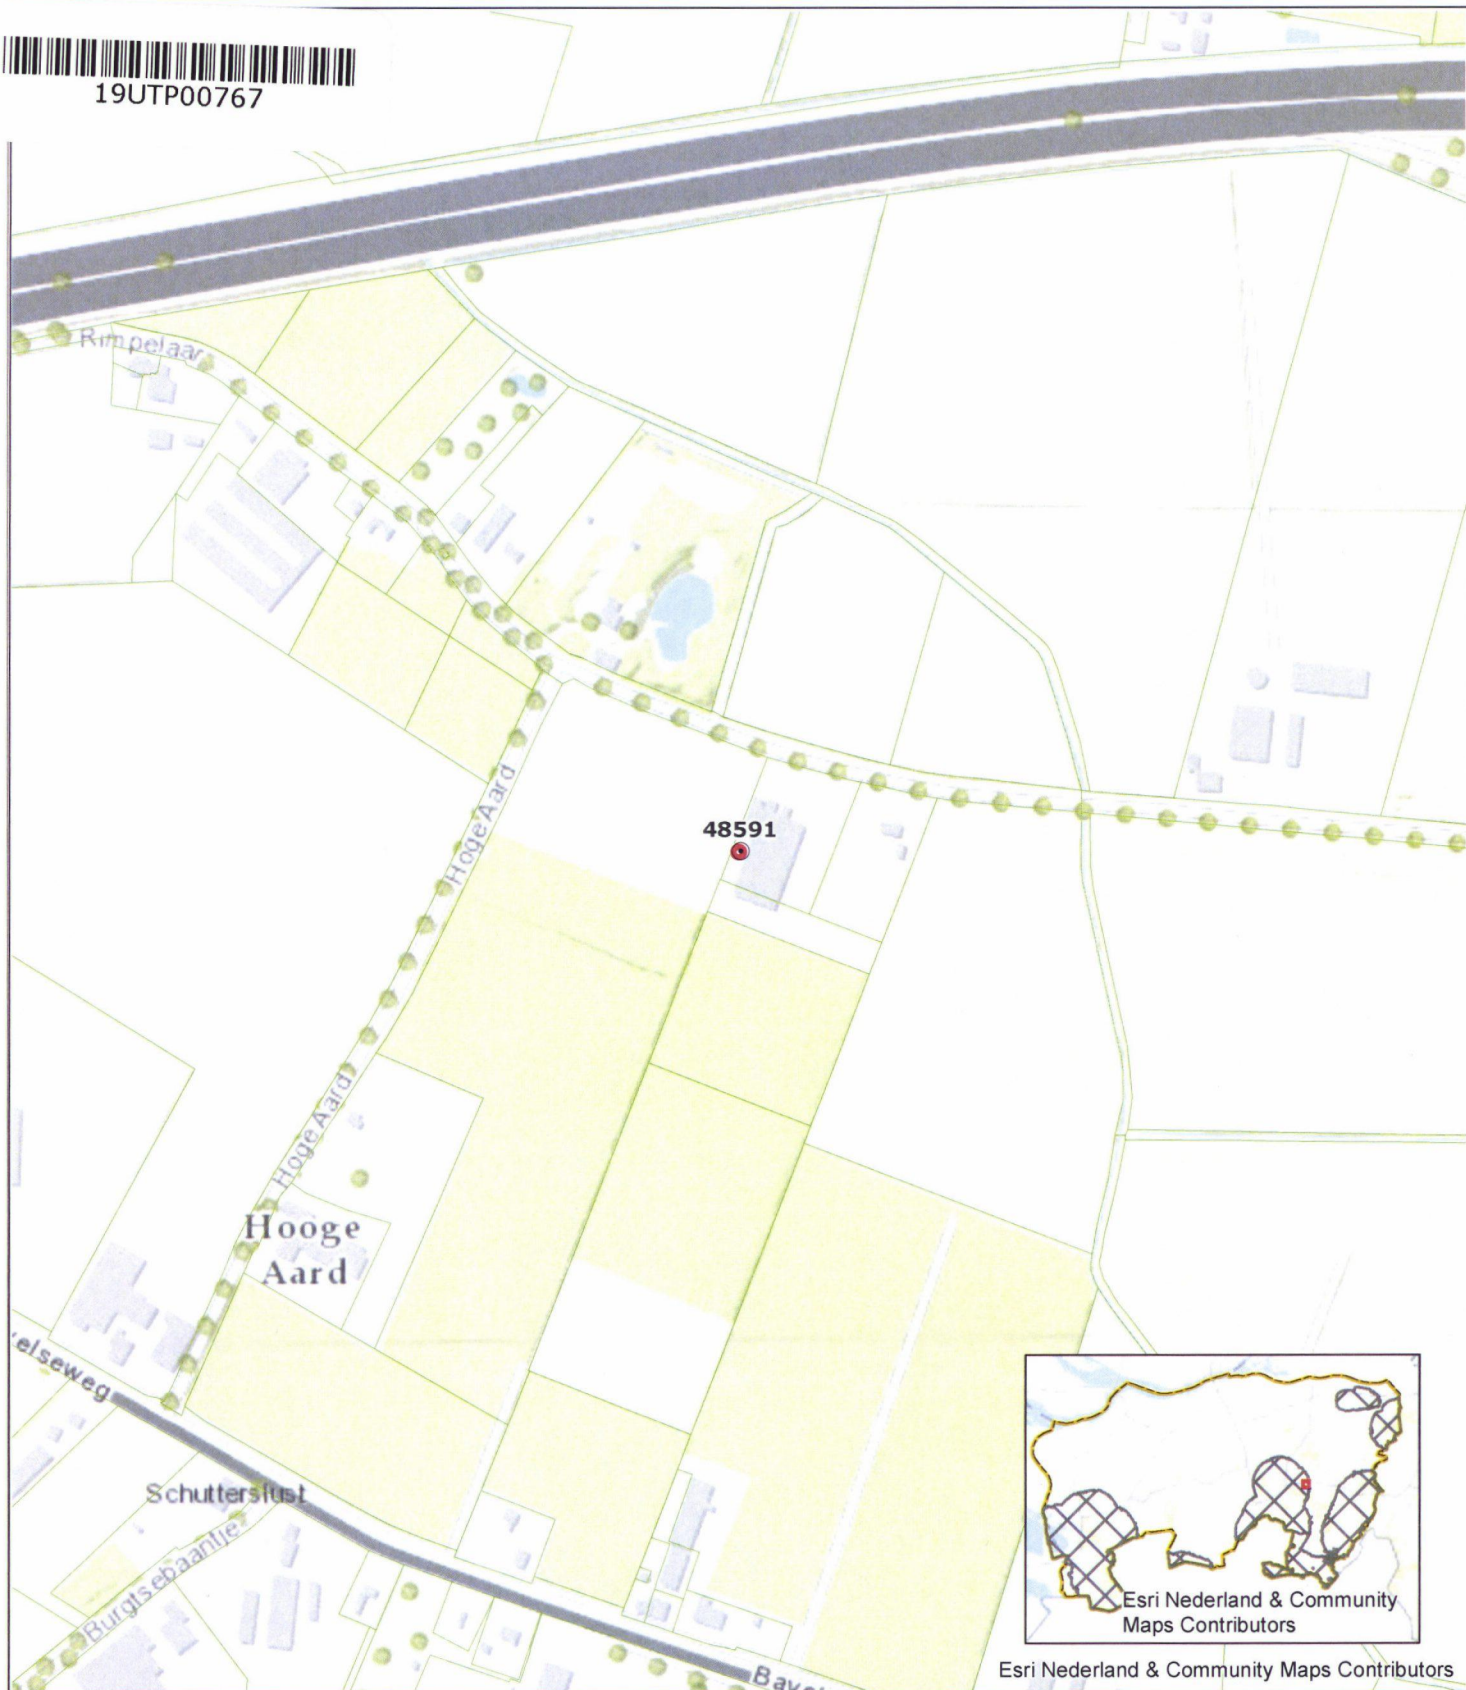 19UTP00767
Rimpelaar
48591
Hoge Aard
Hoge Aard
Hooge
Aard
elseweg
Schutterslust
Burgtsebaantje
Esri Nederland & Community
Maps Contributors
Esri Nederland & Community Maps Contributors